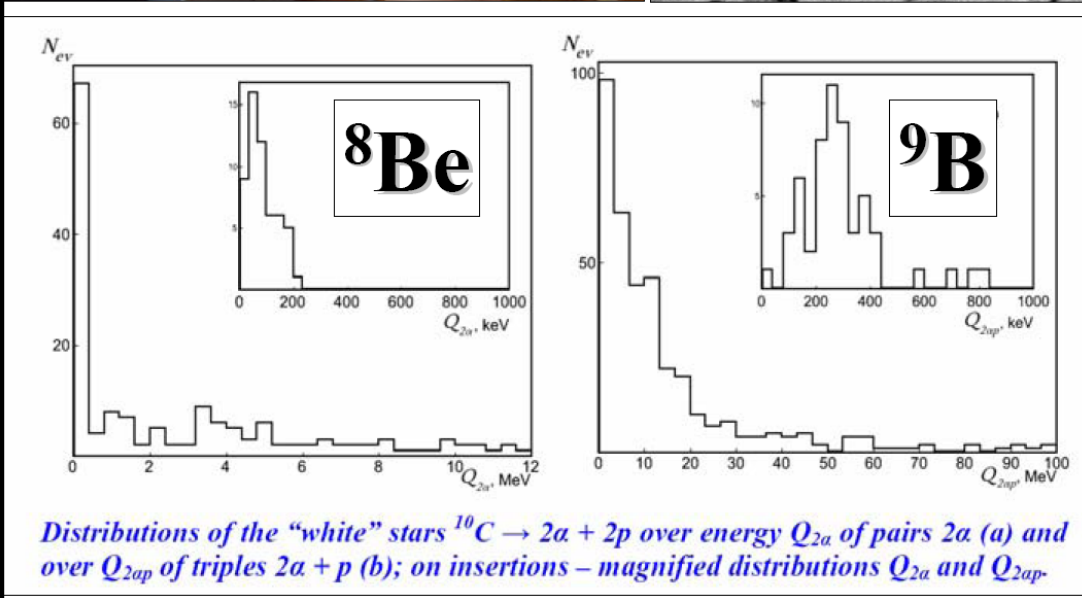 N_ev
60
40
20
0 2 4 6 8 10 12
Q_2α, MeV
15
10
5
0 200 400 600 800 1000
Q_2α, keV
⁸Be
N_ev
100
50
0 10 20 30 40 50 60 70 80 90 100
Q_2αp, MeV
10
5
0 200 400 600 800 1000
Q_2αp, keV
⁹B
Distributions of the “white” stars ¹⁰C → 2α + 2p over energy Q_2α of pairs 2α (a) and
over Q_2αp of triples 2α + p (b); on insertions – magnified distributions Q_2α and Q_2αp.